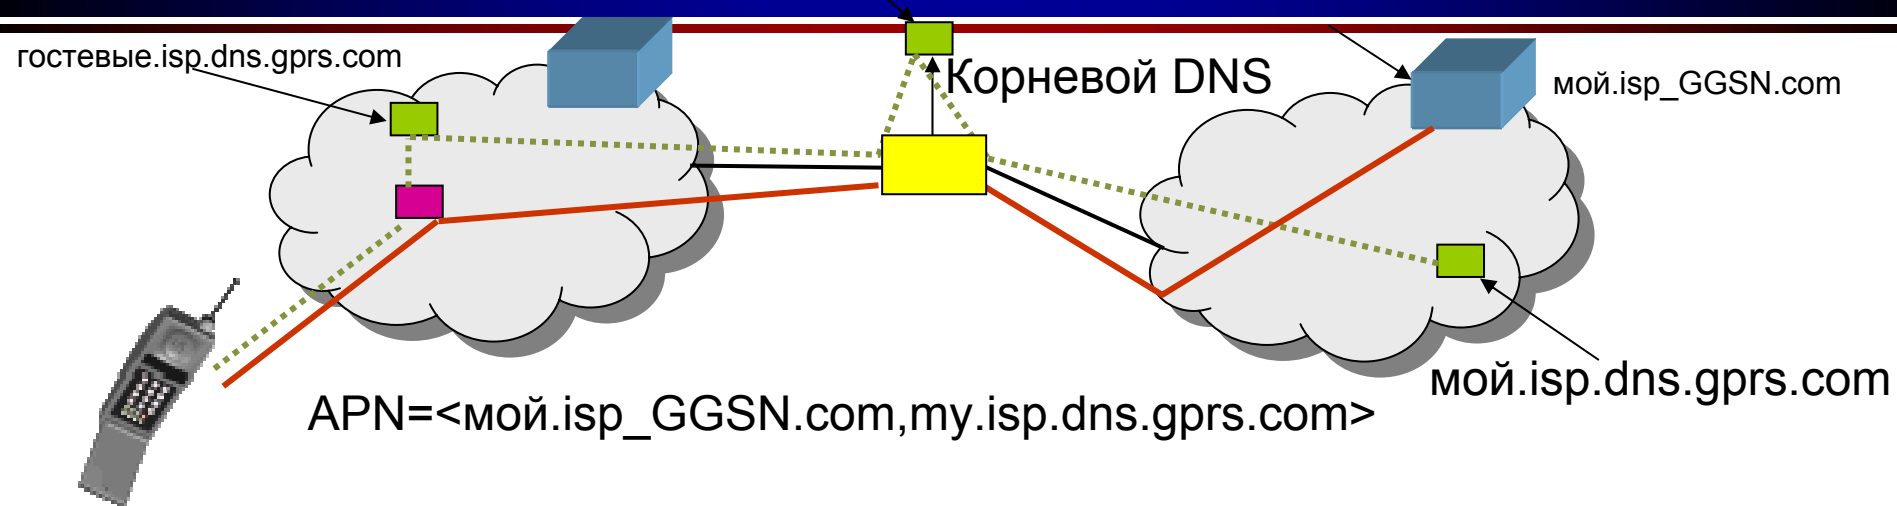 гостевые.isp.dns.gprs.com
Корневой DNS
мой.isp_GGSN.com
мой.isp.dns.gprs.com
APN=<мой.isp_GGSN.com,my.isp.dns.gprs.com>